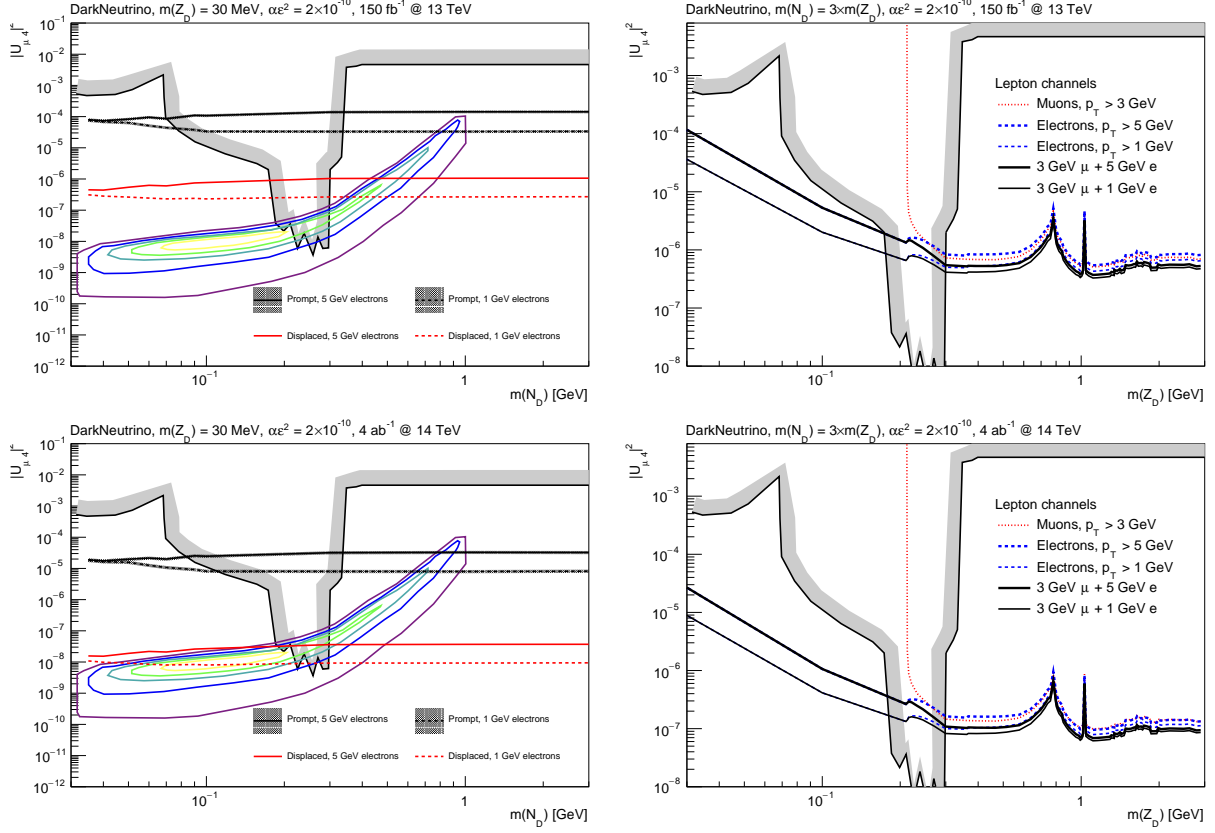 DarkNeutrino, m(Z_D) = 30 MeV, αε² = 2×10⁻¹⁰, 150 fb⁻¹ @ 13 TeV
|U_μ4|²
10⁻¹
10⁻²
10⁻³
10⁻⁴
10⁻⁵
10⁻⁶
10⁻⁷
10⁻⁸
10⁻⁹
10⁻¹⁰
10⁻¹¹
10⁻¹²
Prompt, 5 GeV electrons
Prompt, 1 GeV electrons
Displaced, 5 GeV electrons
Displaced, 1 GeV electrons
10⁻¹
1
m(N_D) [GeV]
DarkNeutrino, m(N_D) = 3×m(Z_D), αε² = 2×10⁻¹⁰, 150 fb⁻¹ @ 13 TeV
|U_μ4|²
10⁻³
10⁻⁴
10⁻⁵
10⁻⁶
10⁻⁷
10⁻⁸
Lepton channels
Muons, p_T > 3 GeV
Electrons, p_T > 5 GeV
Electrons, p_T > 1 GeV
3 GeV μ + 5 GeV e
3 GeV μ + 1 GeV e
10⁻¹
1
m(Z_D) [GeV]
DarkNeutrino, m(Z_D) = 30 MeV, αε² = 2×10⁻¹⁰, 4 ab⁻¹ @ 14 TeV
|U_μ4|²
10⁻¹
10⁻²
10⁻³
10⁻⁴
10⁻⁵
10⁻⁶
10⁻⁷
10⁻⁸
10⁻⁹
10⁻¹⁰
10⁻¹¹
10⁻¹²
Prompt, 5 GeV electrons
Prompt, 1 GeV electrons
Displaced, 5 GeV electrons
Displaced, 1 GeV electrons
10⁻¹
1
m(N_D) [GeV]
DarkNeutrino, m(N_D) = 3×m(Z_D), αε² = 2×10⁻¹⁰, 4 ab⁻¹ @ 14 TeV
|U_μ4|²
10⁻³
10⁻⁴
10⁻⁵
10⁻⁶
10⁻⁷
10⁻⁸
Lepton channels
Muons, p_T > 3 GeV
Electrons, p_T > 5 GeV
Electrons, p_T > 1 GeV
3 GeV μ + 5 GeV e
3 GeV μ + 1 GeV e
10⁻¹
1
m(Z_D) [GeV]